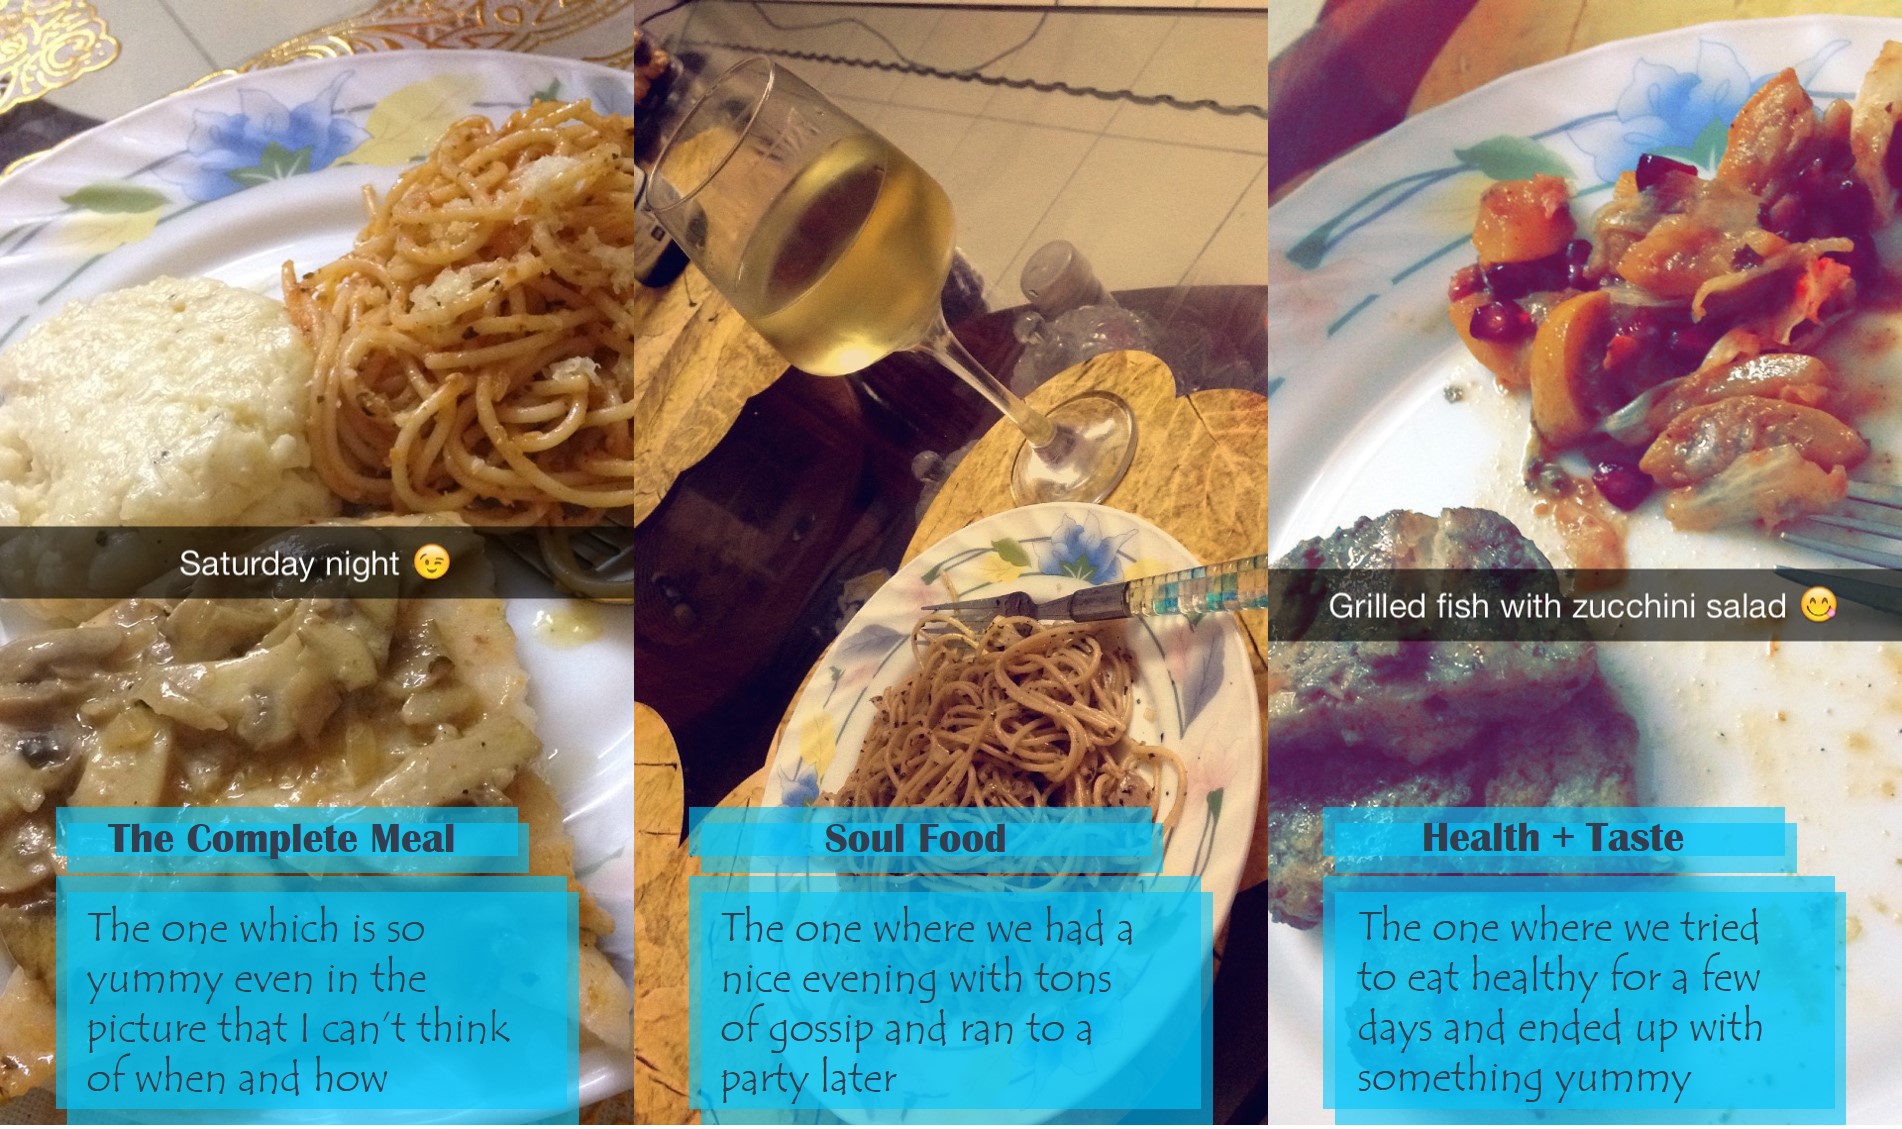 Saturday night 😉
The Complete Meal
The one which is so
yummy even in the
picture that I can't think
of when and how
Soul Food
The one where we had a
nice evening with tons
of gossip and ran to a
party later
Grilled fish with zucchini salad 😋
Health + Taste
The one where we tried
to eat healthy for a few
days and ended up with
something yummy